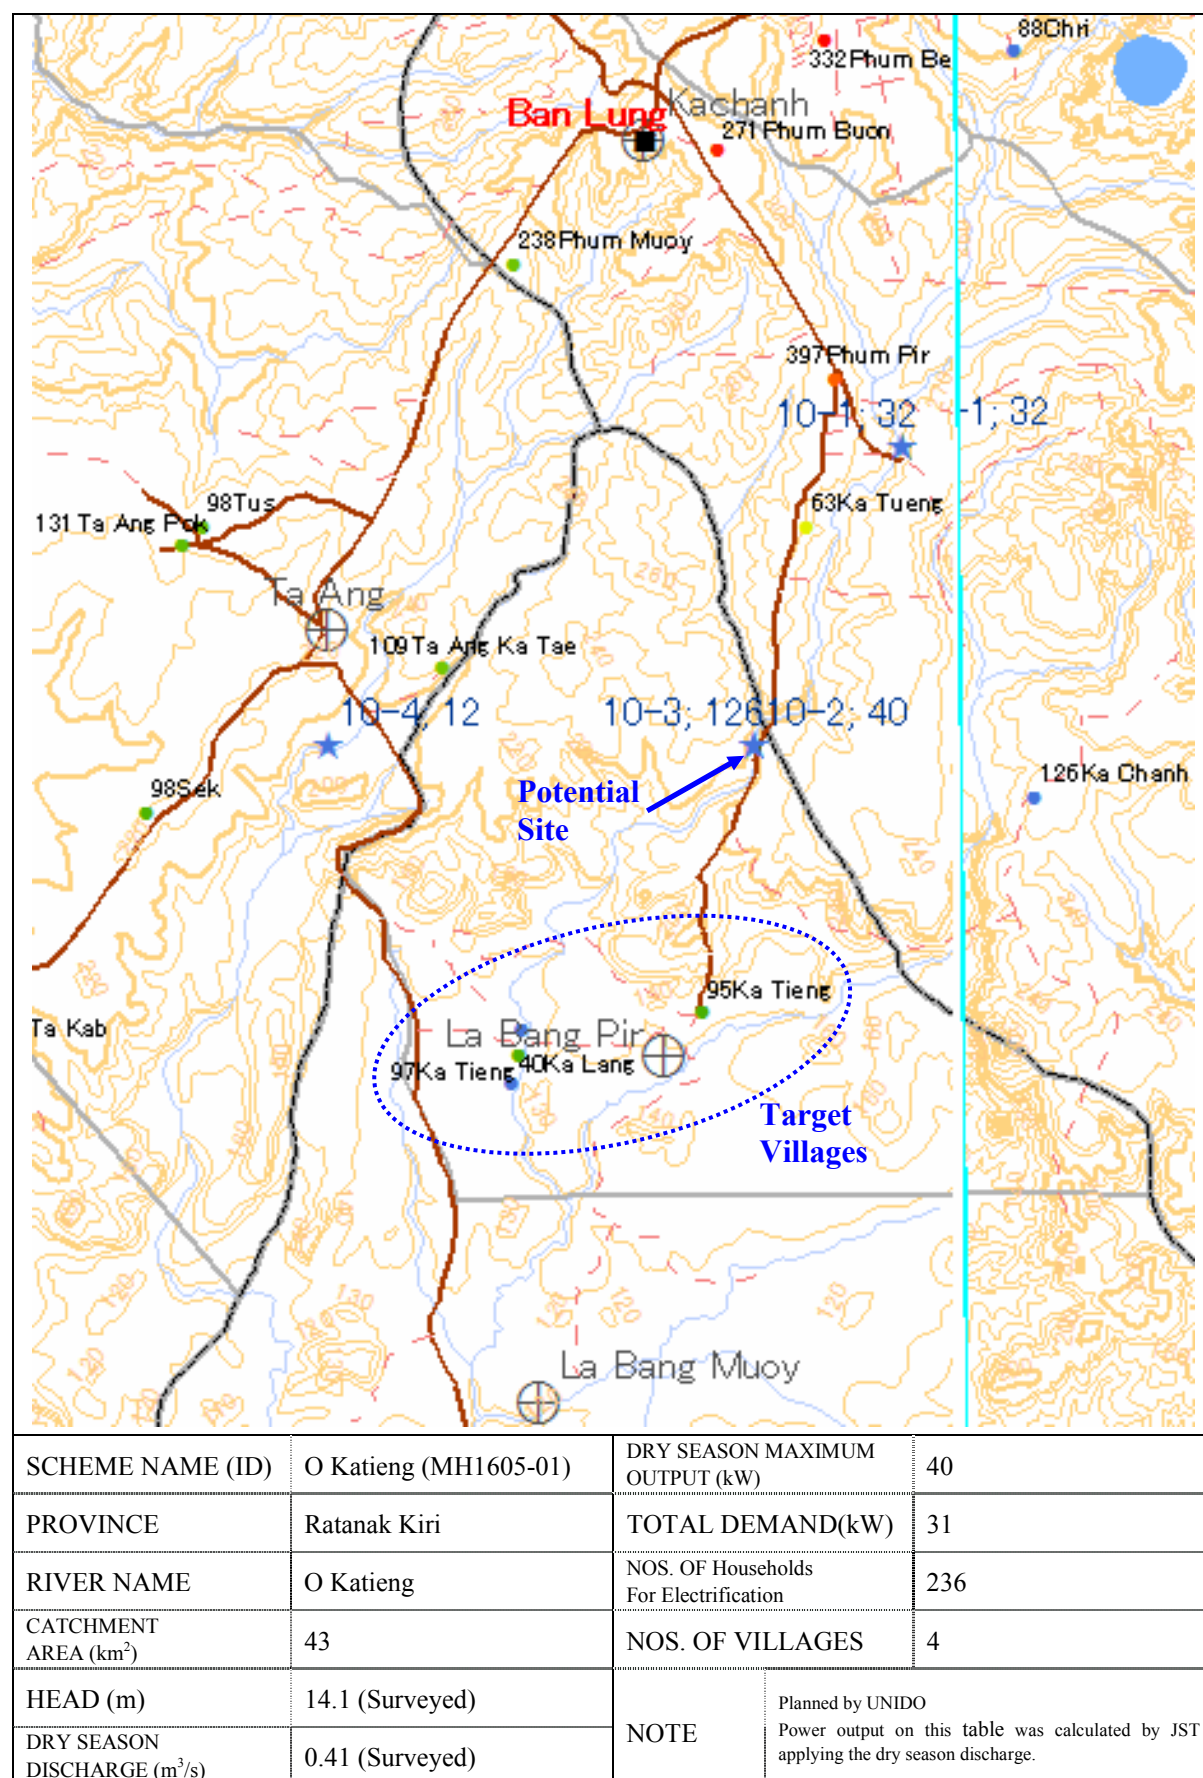 88Chri
332Phum Be
Kachanh
Ban Lung
271Phum Buon
238Phum Muoy
397Phum Pir
10-1; 32
-1; 32
98Tus
63Ka Tueng
131Ta Ang Pok
Ta Ang
109Ta Ang Ka Tae
10-4; 12
10-3; 12610-2; 40
126Ka Chanh
98Sek
Potential
Site
95Ka Tieng
Ta Kab
La Bang Pir
97Ka Tieng
40Ka Lang
Target
Villages
La Bang Muoy
SCHEME NAME (ID) O Katieng (MH1605-01) DRY SEASON MAXIMUM
OUTPUT (kW) 40
PROVINCE Ratanak Kiri TOTAL DEMAND(kW) 31
RIVER NAME O Katieng NOS. OF Households
For Electrification 236
CATCHMENT
AREA (km²) 43 NOS. OF VILLAGES 4
HEAD (m) 14.1 (Surveyed) NOTE Planned by UNIDO
Power output on this table was calculated by JST
applying the dry season discharge.
DRY SEASON
DISCHARGE (m³/s) 0.41 (Surveyed)